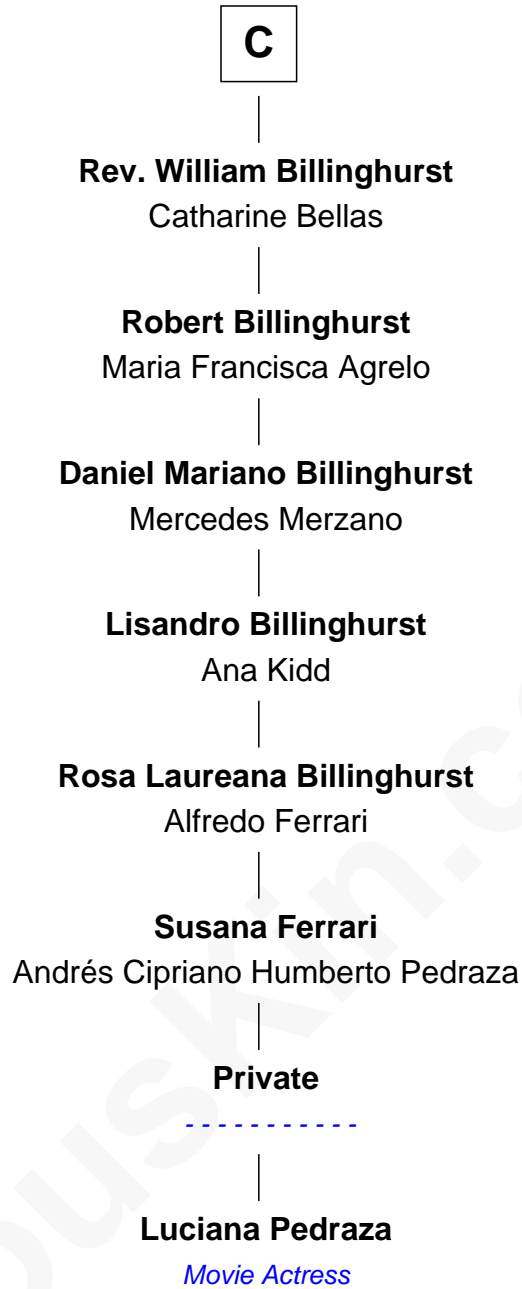 C
Rev. William Billinghurst
Catharine Bellas
Robert Billinghurst
Maria Francisca Agrelo
Daniel Mariano Billinghurst
Mercedes Merzano
Lisandro Billinghurst
Ana Kidd
Rosa Laureana Billinghurst
Alfredo Ferrari
Susana Ferrari
Andrés Cipriano Humberto Pedraza
Private
- - - - - - - - - - -
Luciana Pedraza
Movie Actress